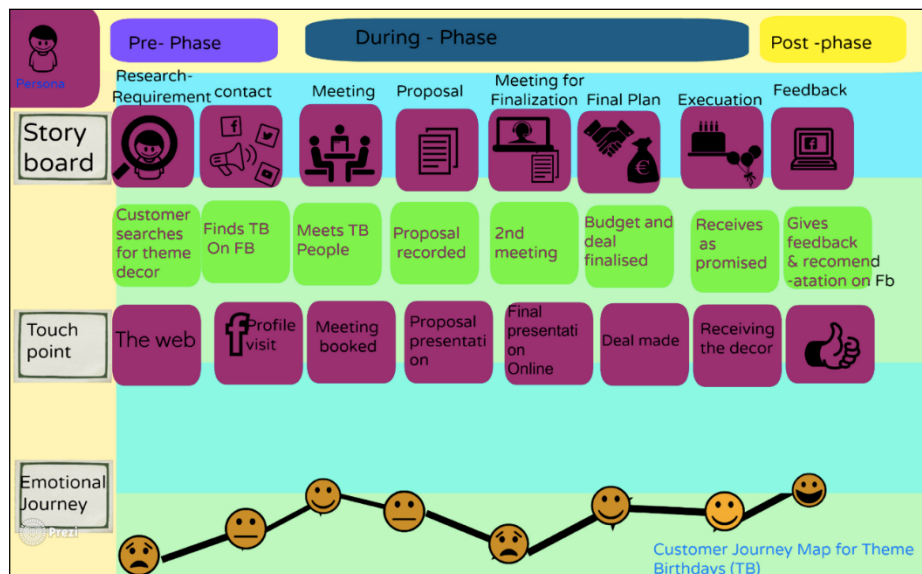 Pre- Phase
During - Phase
Post -phase
Persona
Research-
Requirement
contact
Meeting
Proposal
Meeting for
Finalization
Final Plan
Execuation
Feedback
Story
board
Customer
searches
for theme
decor
Finds TB
On FB
Meets TB
People
Proposal
recorded
2nd
meeting
Budget and
deal
finalised
Receives
as
promised
Gives
feedback
& recomend
-atation on Fb
Touch
point
The web
f Profile
visit
Meeting
booked
Proposal
presentati
on
Final
presentati
on
Online
Deal made
Receiving
the decor
Emotional
Journey
Prezi
Customer Journey Map for Theme
Birthdays (TB)